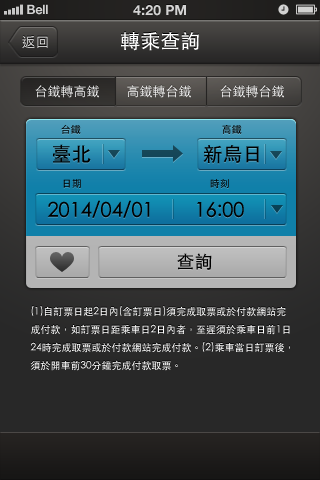 Bell 4:20 PM
返回 轉乘查詢
台鐵轉高鐵 高鐵轉台鐵 台鐵轉台鐵
台鐵 高鐵
臺北 新烏日
日期 時刻
2014/04/01 16:00
查詢
(1)自訂票日起2日內(含訂票日)須完成取票或於付款網站完
成付款，如訂票日距乘車日2日內者，至遲須於乘車日前1日
24時完成取票或於付款網站完成付款。(2)乘車當日訂票後，
須於開車前30分鐘完成付款取票。